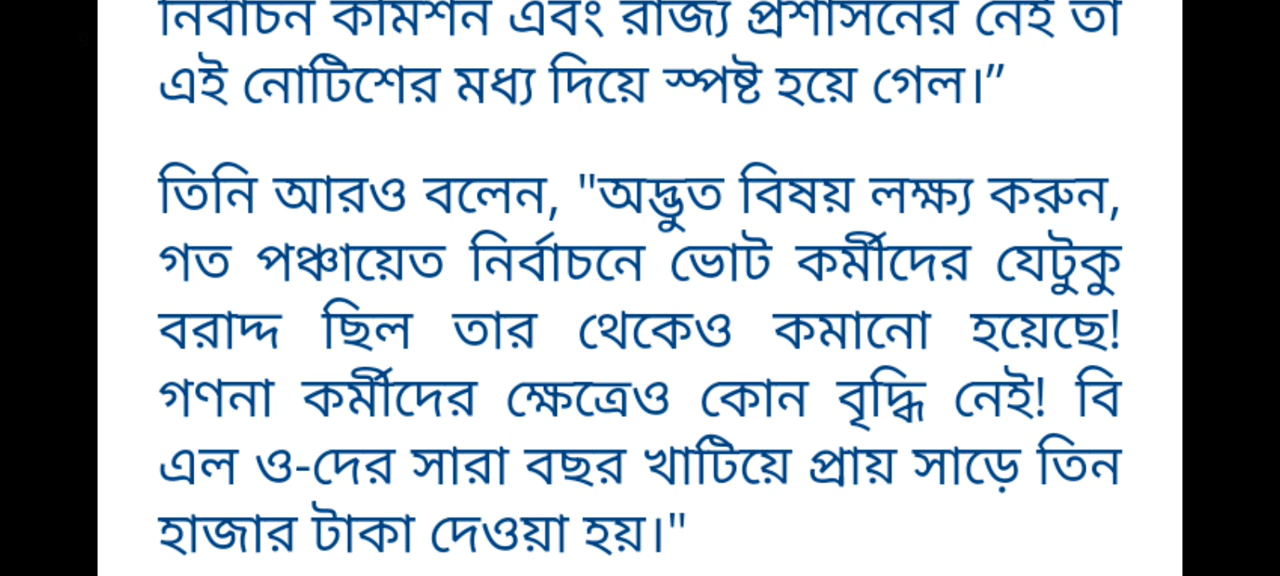 নির্বাচন কমিশন এবং রাজ্য প্রশাসনের নেই তা
এই নোটিশের মধ্য দিয়ে স্পষ্ট হয়ে গেল।”
তিনি আরও বলেন, "অদ্ভুত বিষয় লক্ষ্য করুন,
গত পঞ্চায়েত নির্বাচনে ভোট কর্মীদের যেটুকু
বরাদ্দ ছিল তার থেকেও কমানো হয়েছে!
গণনা কর্মীদের ক্ষেত্রেও কোন বৃদ্ধি নেই! বি
এল ও-দের সারা বছর খাটিয়ে প্রায় সাড়ে তিন
হাজার টাকা দেওয়া হয়।"